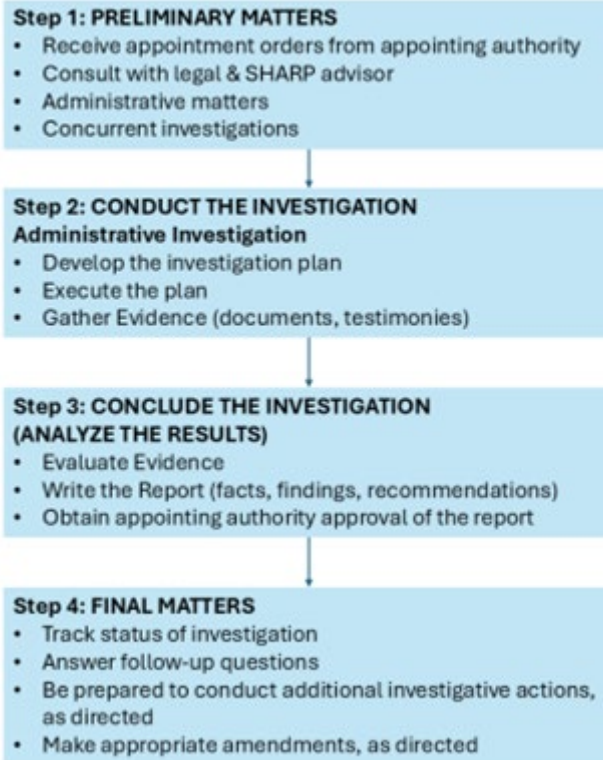 Step 1: PRELIMINARY MATTERS
• Receive appointment orders from appointing authority
• Consult with legal & SHARP advisor
• Administrative matters
• Concurrent investigations
Step 2: CONDUCT THE INVESTIGATION
Administrative Investigation
• Develop the investigation plan
• Execute the plan
• Gather Evidence (documents, testimonies)
Step 3: CONCLUDE THE INVESTIGATION
(ANALYZE THE RESULTS)
• Evaluate Evidence
• Write the Report (facts, findings, recommendations)
• Obtain appointing authority approval of the report
Step 4: FINAL MATTERS
• Track status of investigation
• Answer follow-up questions
• Be prepared to conduct additional investigative actions,
as directed
• Make appropriate amendments, as directed